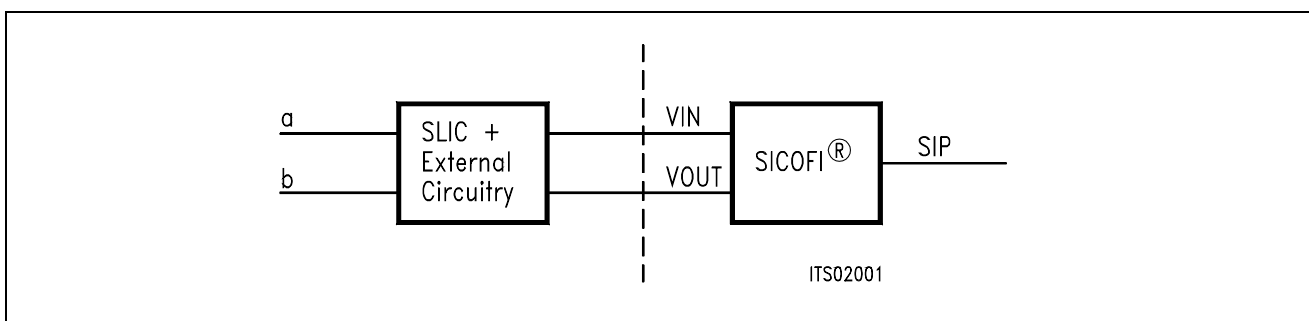 a
b
SLIC +
External
Circuitry
VIN
VOUT
SICOFI®
SIP
ITS02001